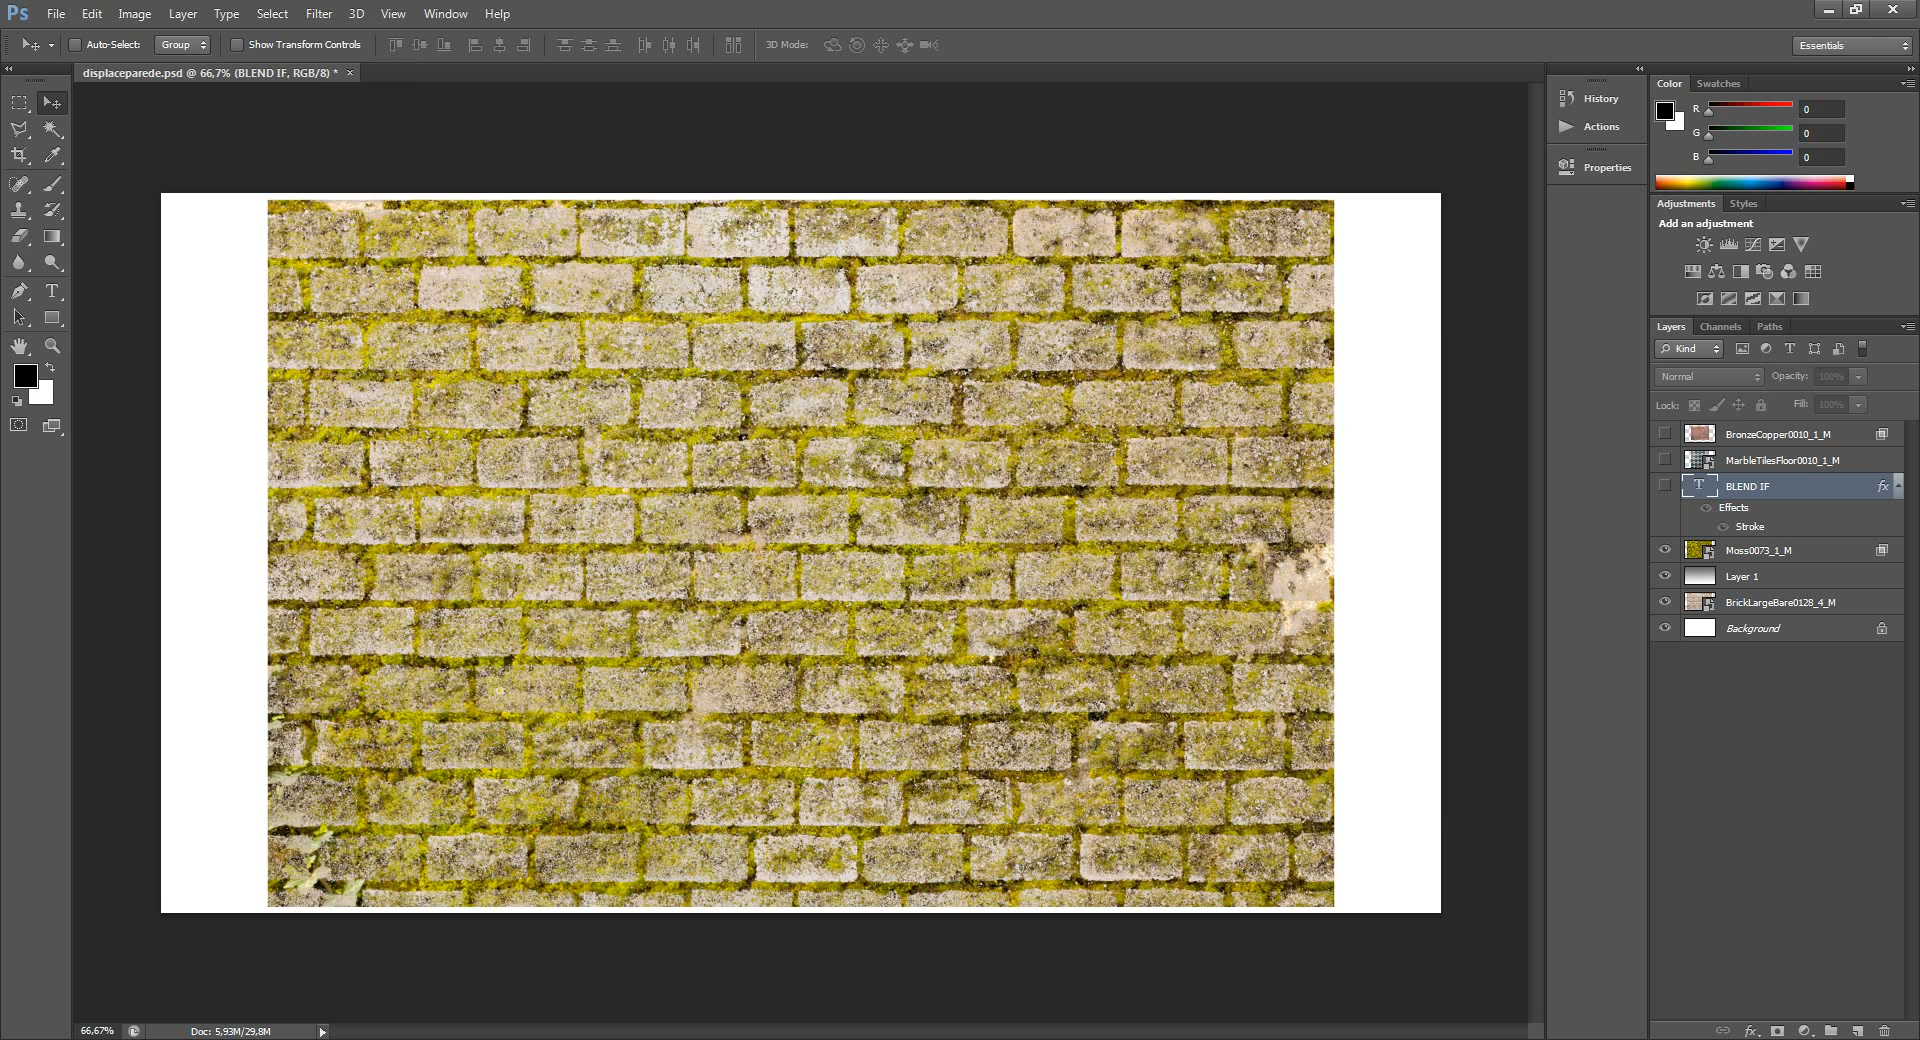 Ps File Edit Image Layer Type Select Filter 3D View Window Help
Auto-Select: Group Show Transform Controls 3D Mode: Essentials
displaceparede.psd @ 66,7% (BLEND IF, RGB/8) * ×
History
Actions
Properties
Color Swatches
R 0
G 0
B 0
Adjustments Styles
Add an adjustment
Layers Channels Paths
Kind T
Normal Opacity: 100%
Lock: Fill: 100%
BronzeCopper0010_1_M
MarbleTilesFloor0010_1_M
T BLEND IF fx
Effects
Stroke
Moss0073_1_M
Layer 1
BrickLargeBare0128_4_M
Background
66,67% Doc: 5,93M/29,8M
fx